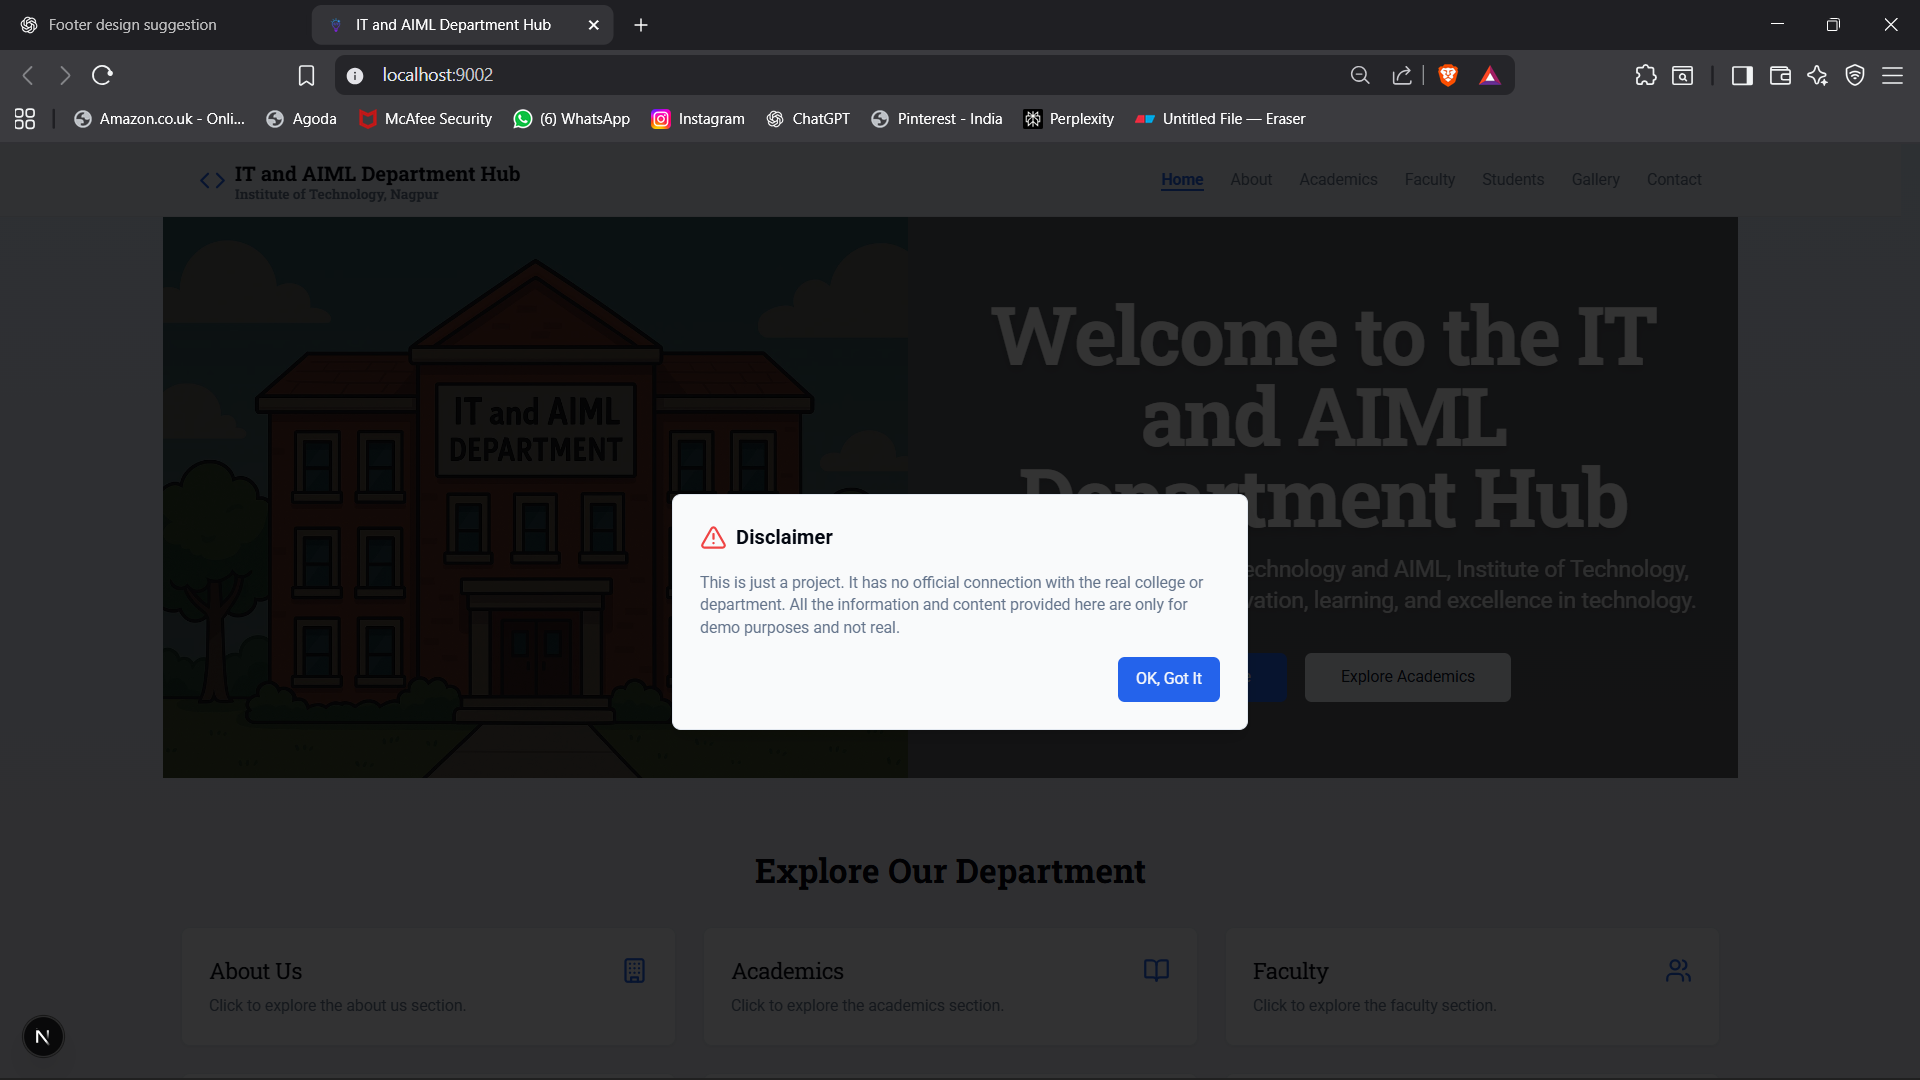 Footer design suggestion
IT and AIML Department Hub
localhost:9002
Amazon.co.uk - Onli...
Agoda
McAfee Security
(6) WhatsApp
Instagram
ChatGPT
Pinterest - India
Perplexity
Untitled File — Eraser
IT and AIML Department Hub
Institute of Technology, Nagpur
Home
About
Academics
Faculty
Students
Gallery
Contact
IT and AIML
DEPARTMENT
Welcome to the IT
and AIML
Department Hub
echnology and AIML, Institute of Technology,
vation, learning, and excellence in technology.
e
Explore Academics
Disclaimer
This is just a project. It has no official connection with the real college or
department. All the information and content provided here are only for
demo purposes and not real.
OK, Got It
Explore Our Department
About Us
Click to explore the about us section.
Academics
Click to explore the academics section.
Faculty
Click to explore the faculty section.
N